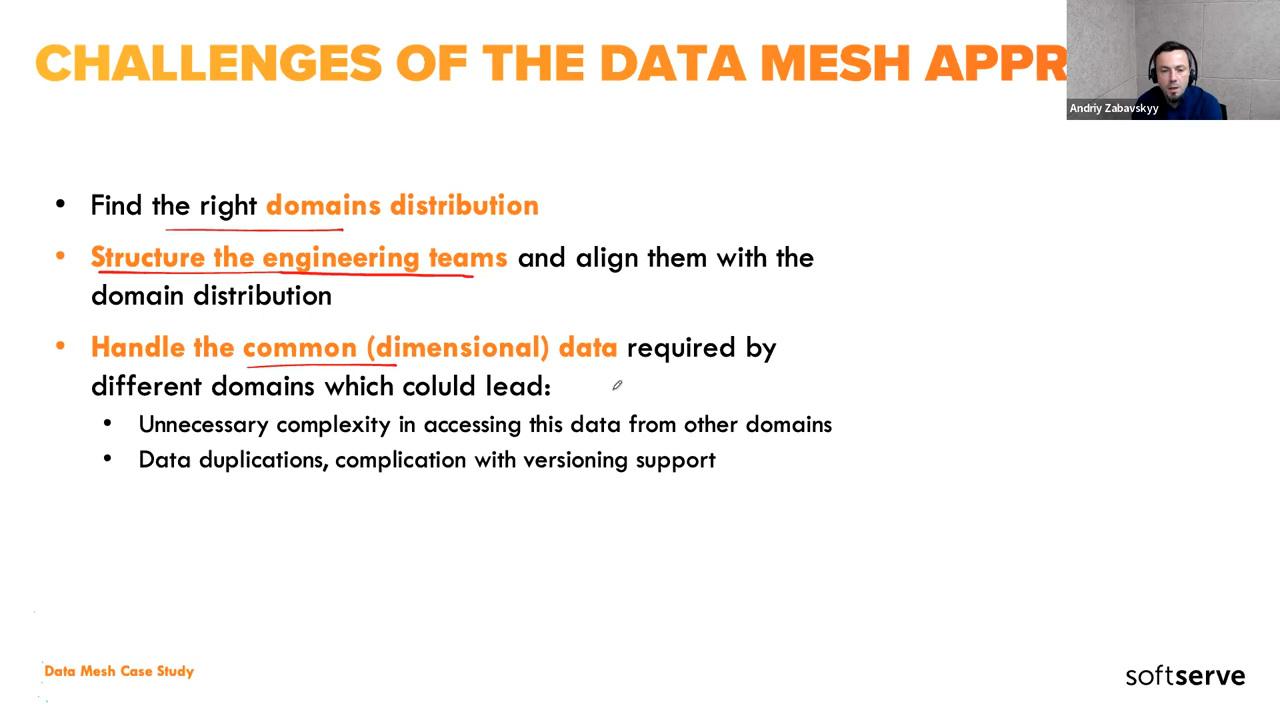 CHALLENGES OF THE DATA MESH APPR
Andriy Zabavskyy
• Find the right domains distribution
• Structure the engineering teams and align them with the
domain distribution
• Handle the common (dimensional) data required by
different domains which coluld lead:
• Unnecessary complexity in accessing this data from other domains
• Data duplications, complication with versioning support
Data Mesh Case Study
softserve